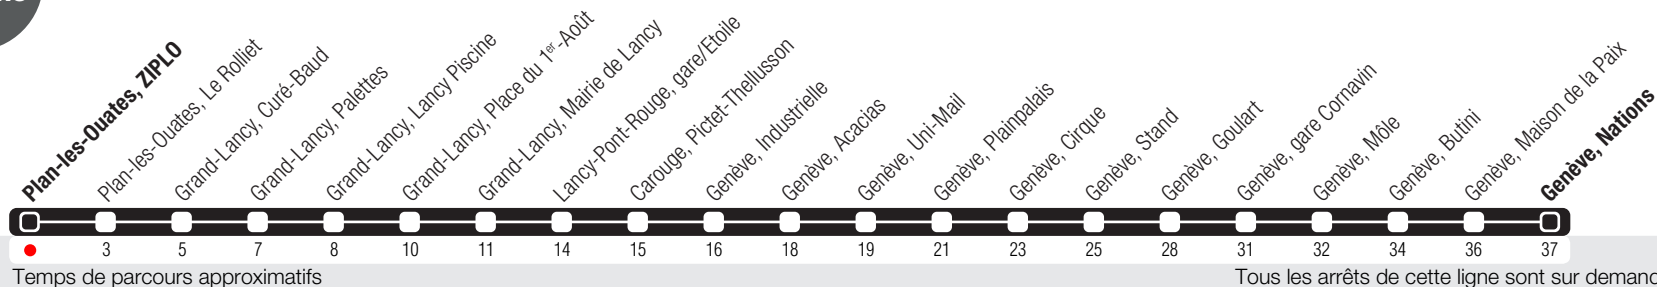 Plan-les-Ouates, ZIPLO
Plan-les-Ouates, Le Rolliet
Grand-Lancy, Curé-Baud
Grand-Lancy, Palettes
Grand-Lancy, Lancy Piscine
Grand-Lancy, Place du 1er-Août
Grand-Lancy, Mairie de Lancy
Lancy-Pont-Rouge, gare/Etoile
Carouge, Pictet-Thellusson
Genève, Industrielle
Genève, Acacias
Genève, Uni-Mail
Genève, Plainpalais
Genève, Cirque
Genève, Stand
Genève, Goulart
Genève, gare Cornavin
Genève, Môle
Genève, Butini
Genève, Maison de la Paix
Genève, Nations
3 5 7 8 10 11 14 15 16 18 19 21 23 25 28 31 32 34 36 37
Temps de parcours approximatifs
Tous les arrêts de cette ligne sont sur demand